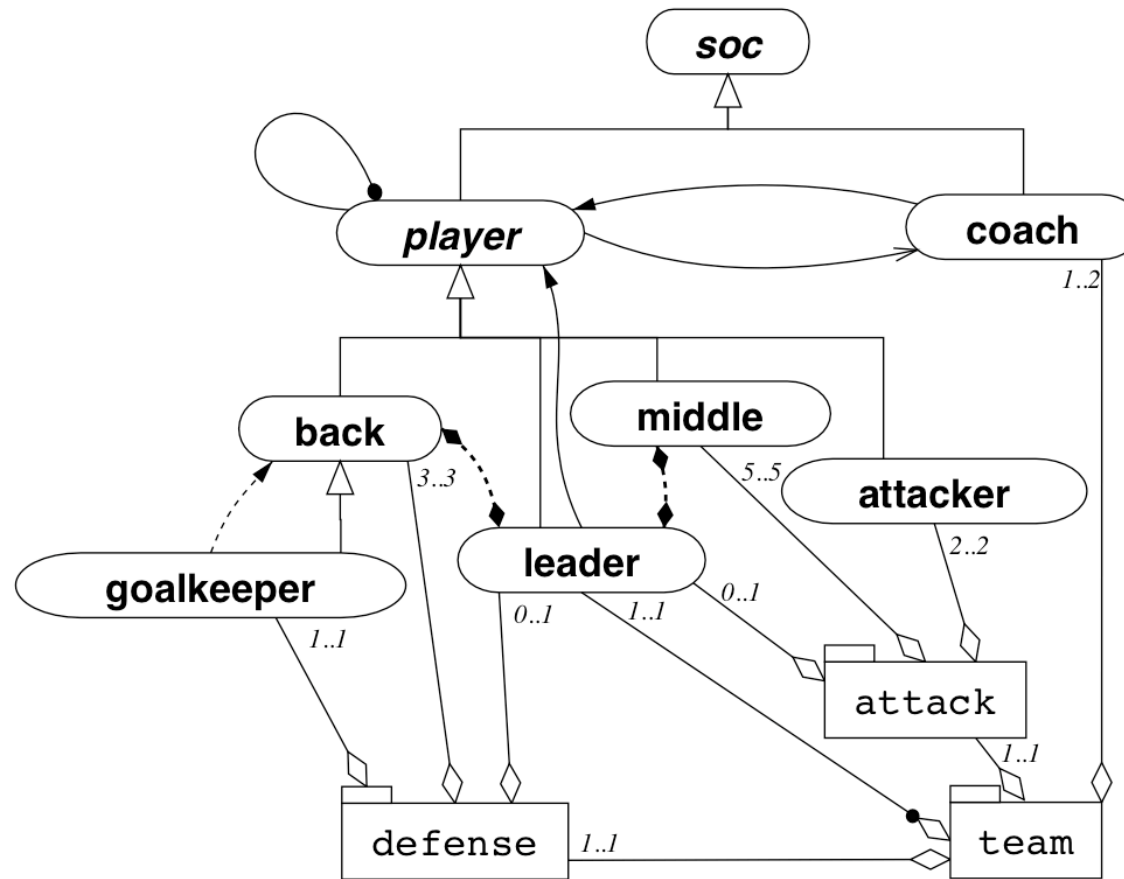 soc
player
coach
1..2
back
middle
3..3
5..5
attacker
goalkeeper
leader
2..2
1..1
0..1
1..1
0..1
attack
1..1
defense
1..1
team